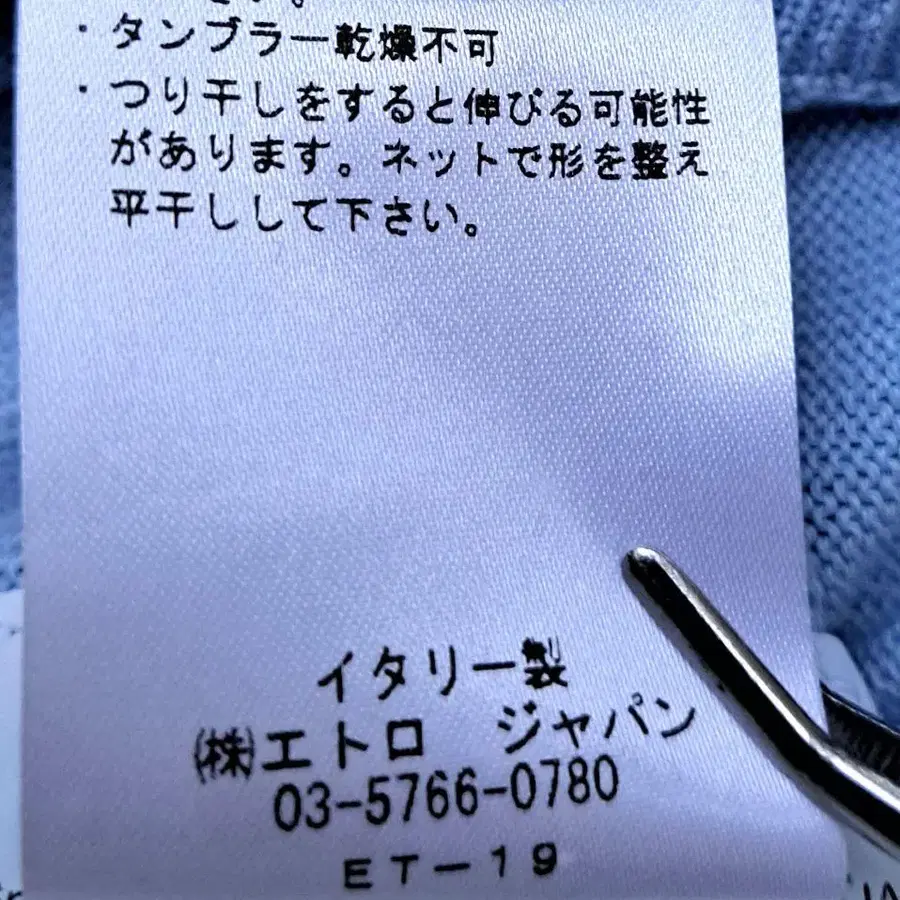 ・タンブラー乾燥不可
・つり干しをすると伸びる可能性
があります。ネットで形を整え
平干しして下さい。
イタリー製
㈱エトロ ジャパン
03-5766-0780
ET-19